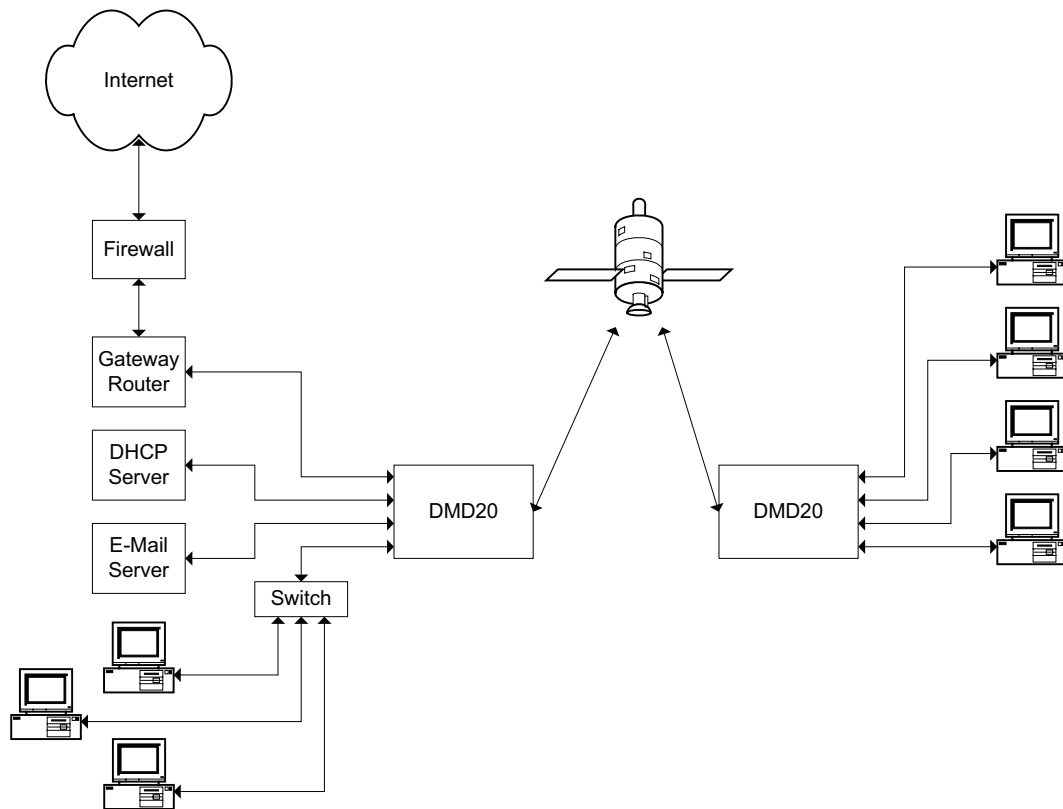 Internet
Firewall
Gateway
Router
DHCP
Server
E-Mail
Server
Switch
DMD20
DMD20